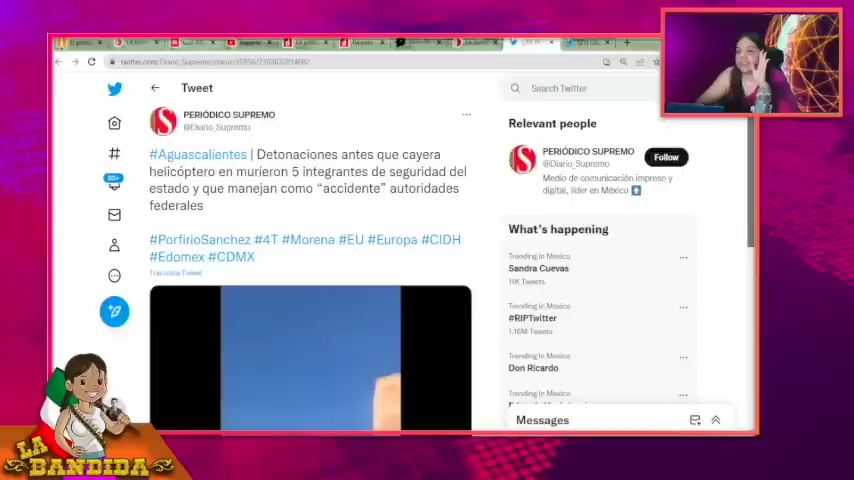 twitter.com/Diario_Supremo/status/
Tweet
Search Twitter
PERIÓDICO SUPREMO
@Diario_Supremo
#Aguascalientes | Detonaciones antes que cayera
helicóptero en murieron 5 integrantes de seguridad del
estado y que manejan como “accidente” autoridades
federales
#PorfirioSanchez #4T #Morena #EU #Europa #CIDH
#Edomex #CDMX
Translate Tweet
Relevant people
PERIÓDICO SUPREMO
@Diario_Supremo
Follow
Medio de comunicación impreso y
digital, líder en México
What's happening
Trending in Mexico
Sandra Cuevas
11K Tweets
Trending in Mexico
#RIPTwitter
1.16M Tweets
Trending in Mexico
Don Ricardo
Trending in Mexico
Messages
LA
BANDIDA